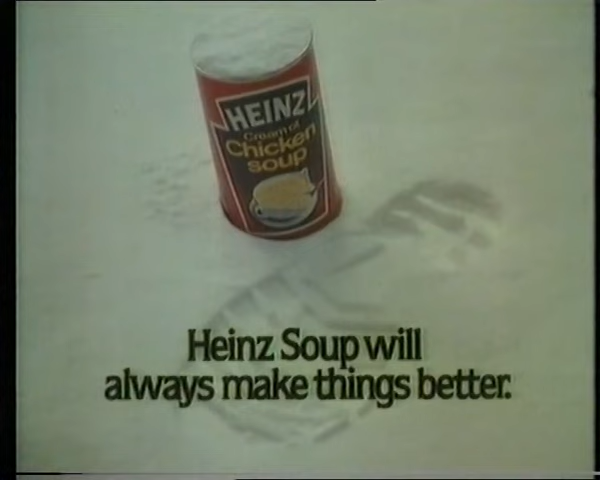 HEINZ
Cream of
Chicken
soup
Heinz Soup will
always make things better.